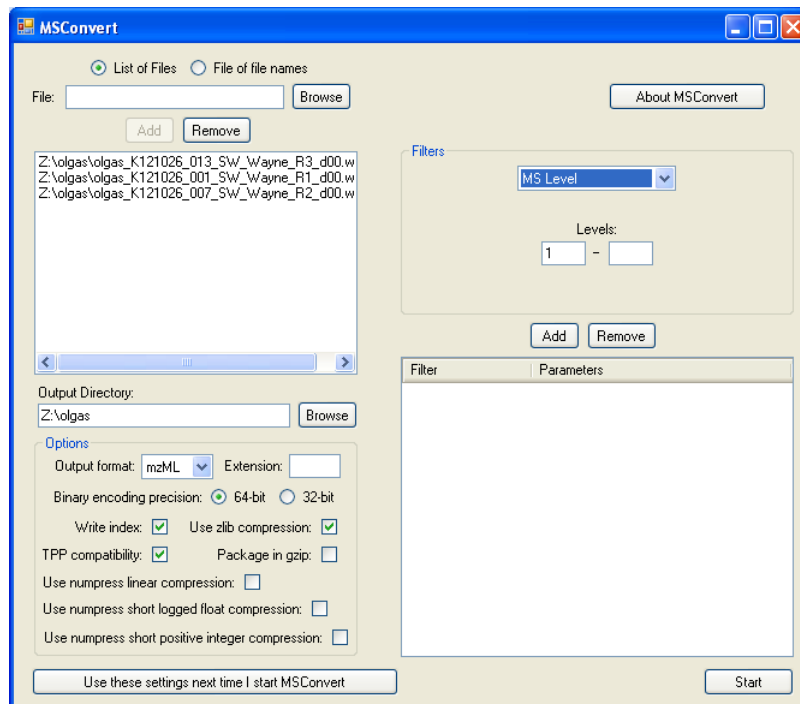 MSConvert
List of Files File of file names
File: Browse
About MSConvert
Add Remove
Z:\olgas\olgas_K121026_013_SW_Wayne_R3_d00.w
Z:\olgas\olgas_K121026_001_SW_Wayne_R1_d00.w
Z:\olgas\olgas_K121026_007_SW_Wayne_R2_d00.w
Output Directory:
Z:\olgas Browse
Options
Output format: mzML Extension:
Binary encoding precision: 64-bit 32-bit
Write index: Use zlib compression:
TPP compatibility: Package in gzip:
Use numpress linear compression:
Use numpress short logged float compression:
Use numpress short positive integer compression:
Use these settings next time I start MSConvert
Filters
MS Level
Levels:
1 -
Add Remove
Filter Parameters
Start